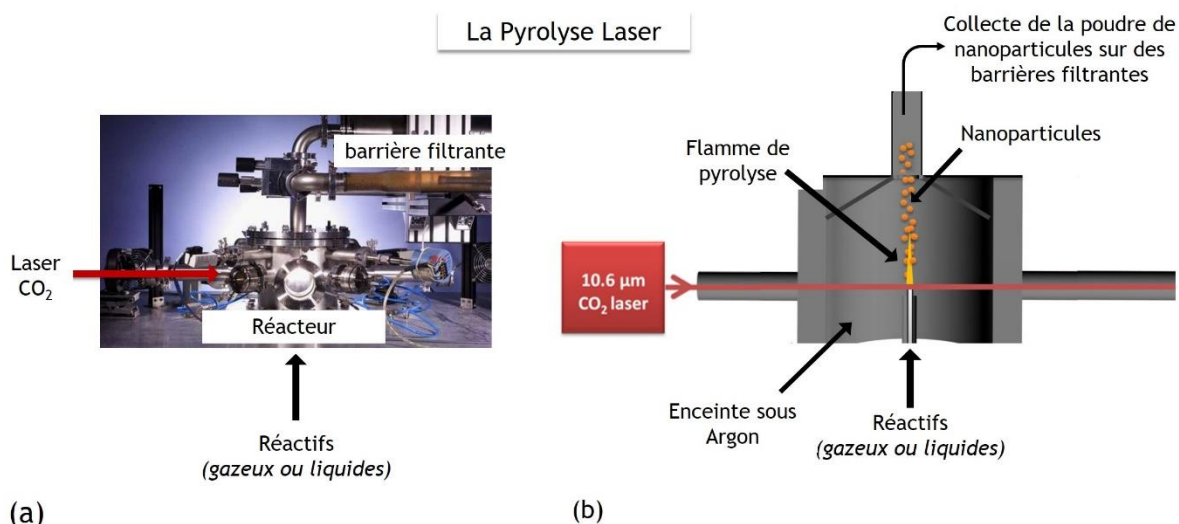 La Pyrolyse Laser
barrière filtrante
Laser
CO₂
Réacteur
Réactifs
(gazeux ou liquides)
(a)
Collecte de la poudre de
nanoparticules sur des
barrières filtrantes
Nanoparticules
Flamme de
pyrolyse
10.6 µm
CO₂ laser
Enceinte sous
Argon
Réactifs
(gazeux ou liquides)
(b)